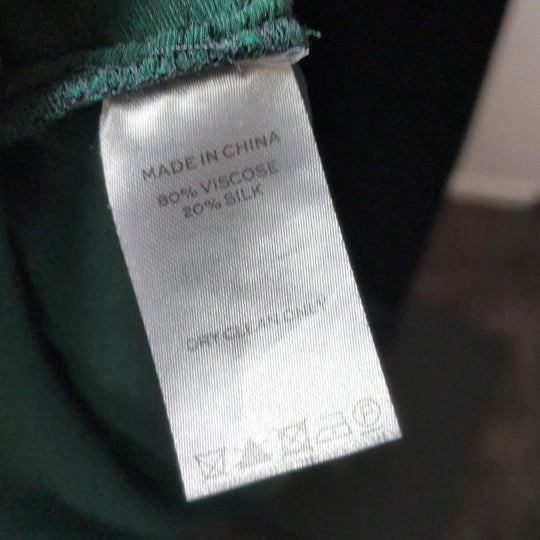 MADE IN CHINA
80% VISCOSE
20% SILK
DRY CLEAN ONLY
P